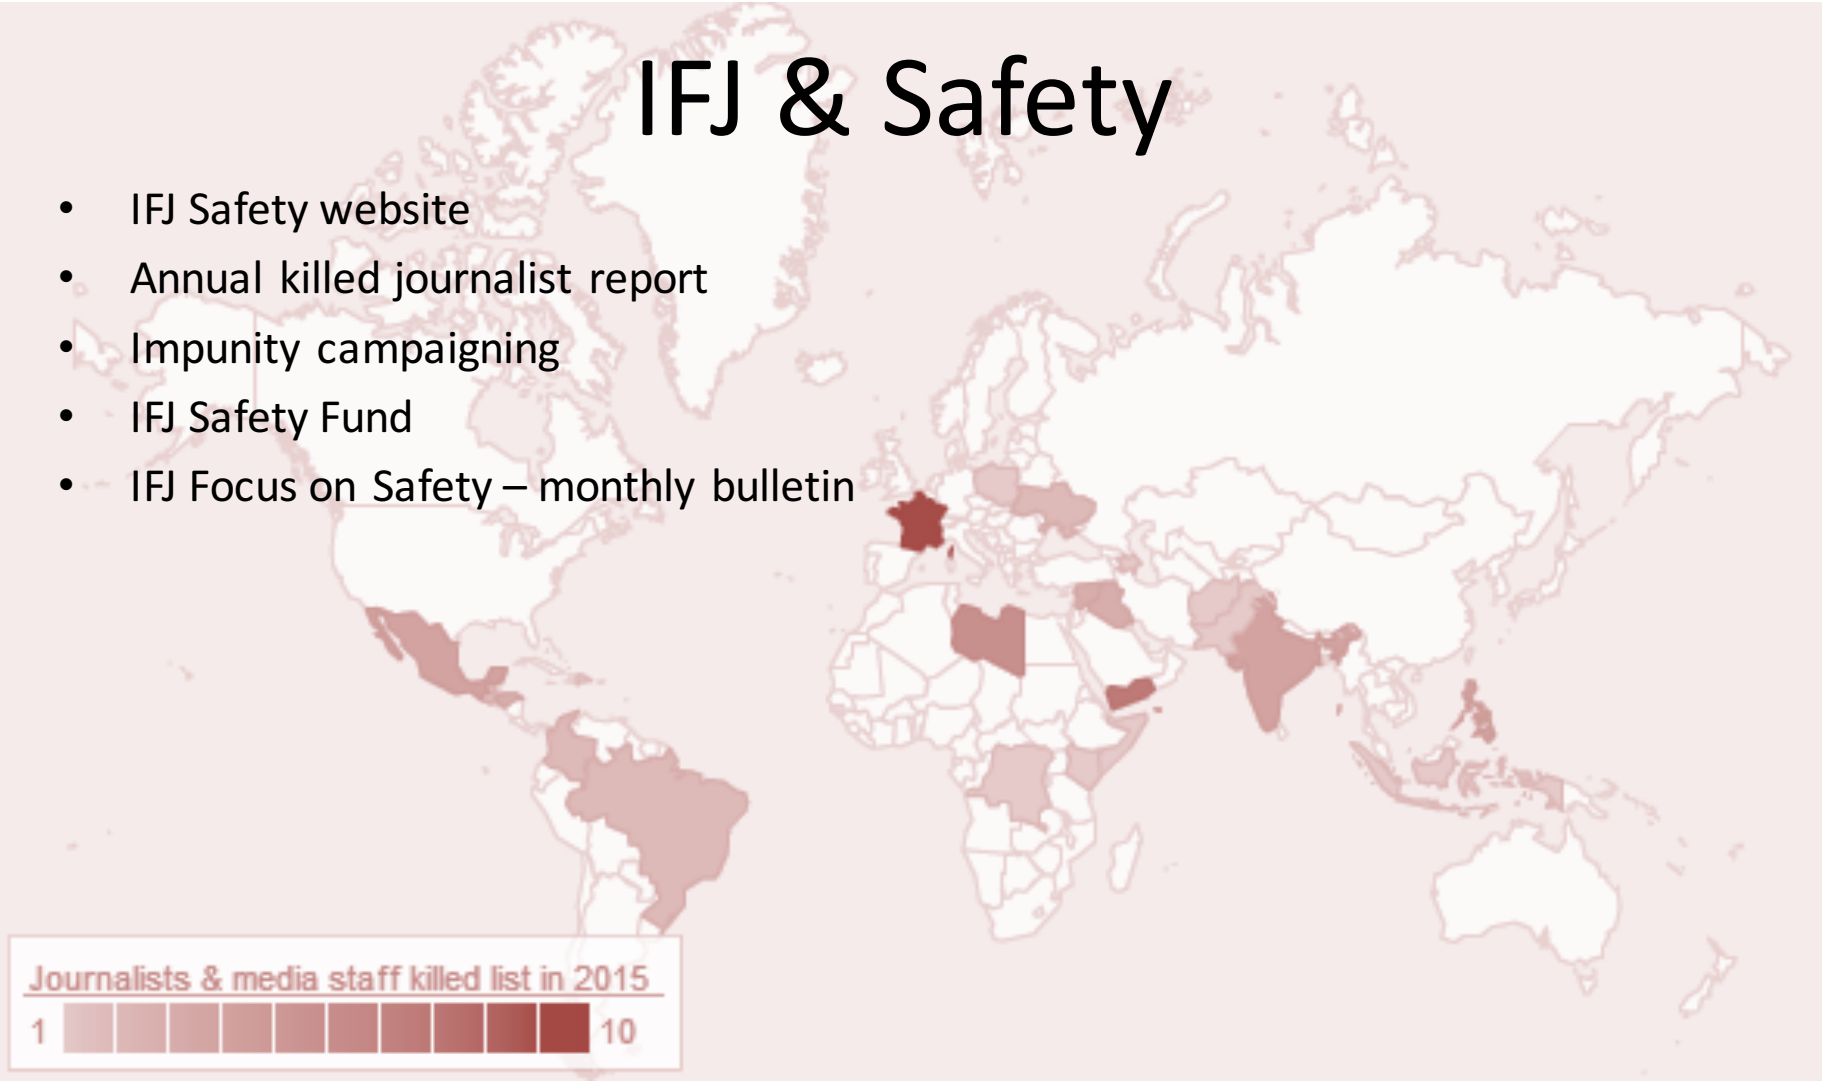 IFJ & Safety
• IFJ Safety website
• Annual killed journalist report
• Impunity campaigning
• IFJ Safety Fund
• IFJ Focus on Safety – monthly bulletin
Journalists & media staff killed list in 2015
1 10